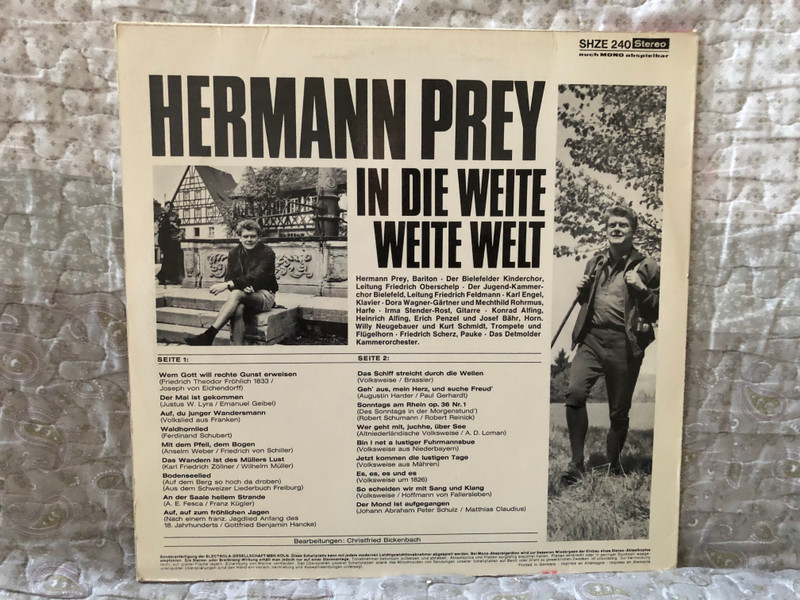 SHZE 240 Stereo
auch MONO abspielbar
HERMANN PREY
IN DIE WEITE
WEITE WELT
Hermann Prey, Bariton · Der Bielefelder Kinderchor,
Leitung Friedrich Oberschelp · Der Jugend-Kammer-
chor Bielefeld, Leitung Friedrich Feldmann · Karl Engel,
Klavier · Dora Wagner-Gärtner und Mechthild Rohrmus,
Harfe · Irma Stender-Rost, Gitarre · Konrad Alfing,
Heinrich Alfing, Erich Penzel und Josef Bähr, Horn.
Willy Neugebauer und Kurt Schmidt, Trompete und
Flügelhorn · Friedrich Scherz, Pauke · Das Detmolder
Kammerorchester.
SEITE 1:
Wem Gott will rechte Gunst erweisen
(Friedrich Theodor Fröhlich 1833 /
Joseph von Eichendorff)
Der Mai ist gekommen
(Justus W. Lyra / Emanuel Geibel)
Auf, du junger Wandersmann
(Volkslied aus Franken)
Waldhornlied
(Ferdinand Schubert)
Mit dem Pfeil, dem Bogen
(Anselm Weber / Friedrich von Schiller)
Das Wandern ist des Müllers Lust
(Karl Friedrich Zöllner / Wilhelm Müller)
Bodenseelied
(Auf dem Berg so hoch da droben)
(Aus dem Schweizer Liederbuch Freiburg)
An der Saale hellem Strande
(A. E. Fesca / Franz Kugler)
Auf, auf zum fröhlichen Jagen
(Nach einem franz. Jagdlied Anfang des
18. Jahrhunderts / Gottfried Benjamin Hancke)
SEITE 2:
Das Schiff streicht durch die Wellen
(Volksweise / Brassier)
Geh' aus, mein Herz, und suche Freud'
(Augustin Harder / Paul Gerhardt)
Sonntags am Rhein op. 36 Nr. 1
(Des Sonntags in der Morgenstund')
(Robert Schumann / Robert Reinick)
Wer geht mit, juchhe, über See
(Altniederländische Volksweise / A. D. Loman)
Bin I net a lustiger Fuhrmannsbue
(Volksweise aus Niederbayern)
Jetzt kommen die lustigen Tage
(Volksweise aus Mähren)
Es, es, es und es
(Volksweise um 1826)
So scheiden wir mit Sang und Klang
(Volksweise / Hoffmann von Fallersleben)
Der Mond ist aufgegangen
(Johann Abraham Peter Schulz / Matthias Claudius)
Bearbeitungen: Christfried Bickenbach